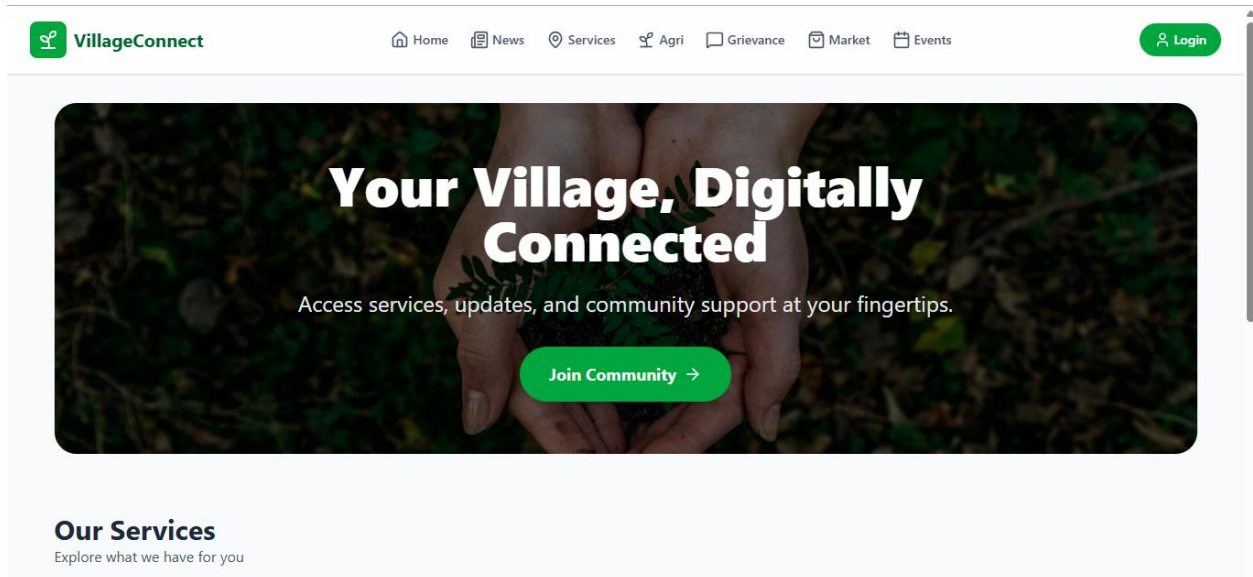 VillageConnect
Home News Services Agri Grievance Market Events
Login
Your Village, Digitally
Connected
Access services, updates, and community support at your fingertips.
Join Community →
Our Services
Explore what we have for you